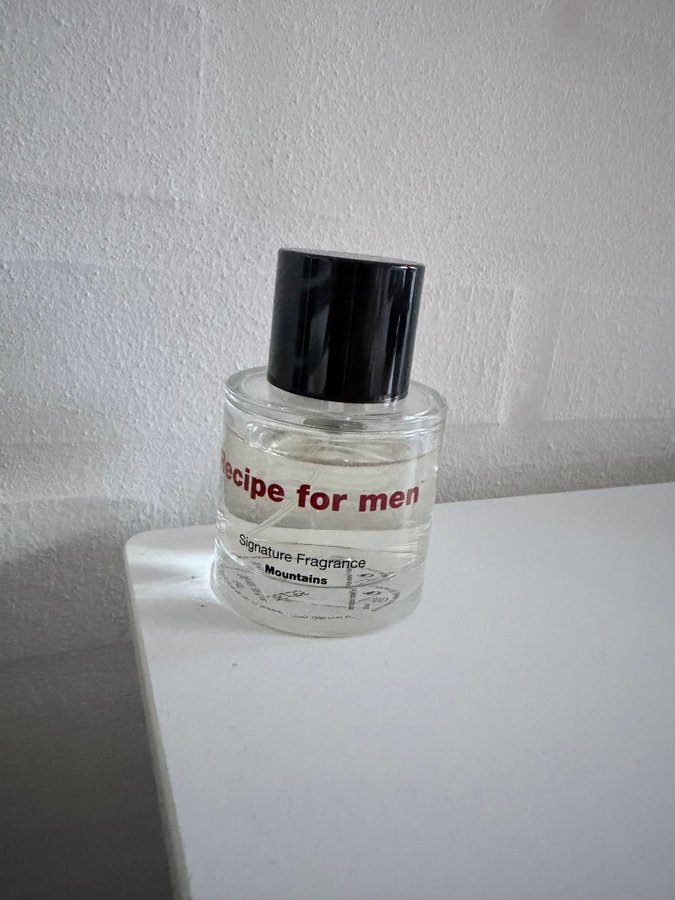 Recipe for men
Signature Fragrance
Mountains